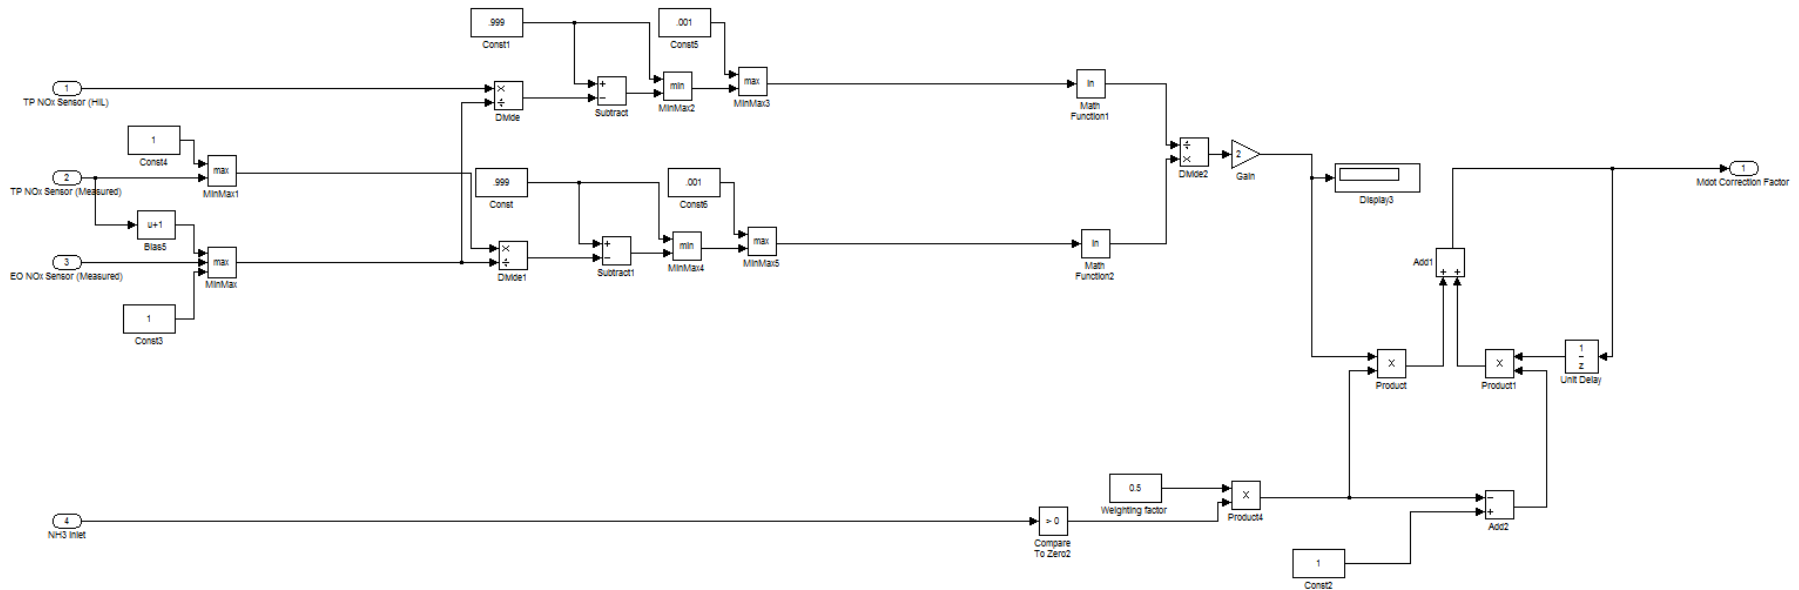 .999
Const1
.001
Const5
1
TP NOx Sensor (HIL)
×
÷
Divide
+
−
Subtract
min
MinMax2
max
MinMax3
ln
Math
Function1
1
Const4
2
TP NOx Sensor (Measured)
max
MinMax1
.999
Const
.001
Const6
÷
×
Divide2
2
Gain
Display3
1
Mdot Correction Factor
u+1
Bias5
3
EO NOx Sensor (Measured)
max
MinMax
×
÷
Divide1
+
−
Subtract1
min
MinMax4
max
MinMax5
ln
Math
Function2
Add1
+ +
1
Const3
×
Product
×
Product1
1
z
Unit Delay
0.5
Weighting factor
×
Product4
−
+
Add2
4
NH3 Inlet
> 0
Compare
To Zero2
1
Const2